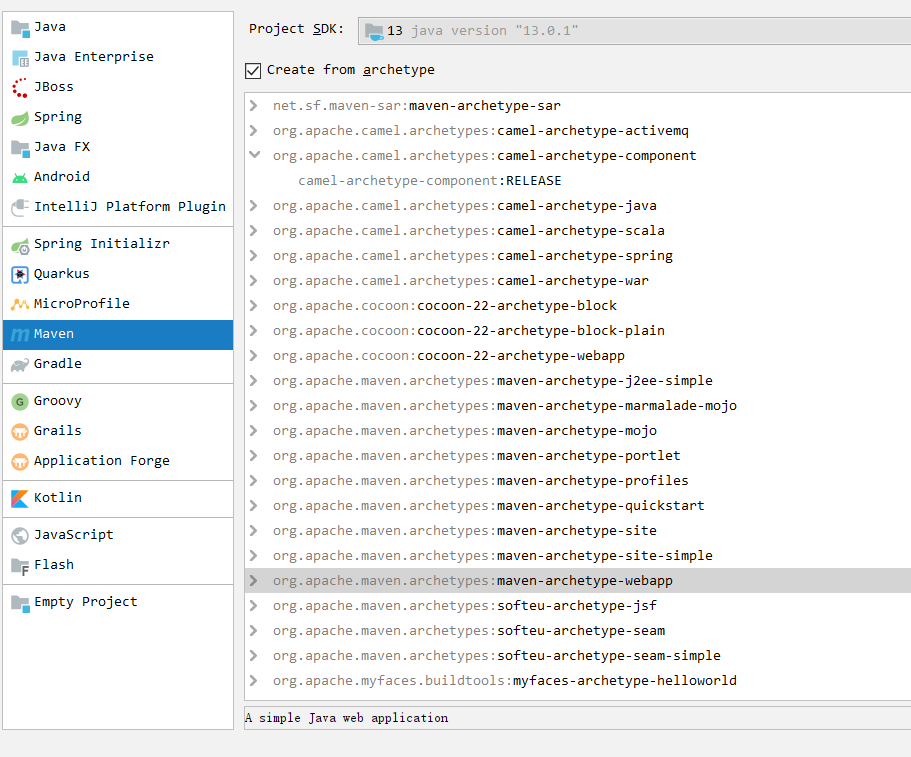 Java
Java Enterprise
JBoss
Spring
Java FX
Android
IntelliJ Platform Plugin
Spring Initializr
Quarkus
MicroProfile
Maven
Gradle
Groovy
Grails
Application Forge
Kotlin
JavaScript
Flash
Empty Project
Project SDK: 13 java version "13.0.1"
Create from archetype
net.sf.maven-sar:maven-archetype-sar
org.apache.camel.archetypes:camel-archetype-activemq
org.apache.camel.archetypes:camel-archetype-component
camel-archetype-component:RELEASE
org.apache.camel.archetypes:camel-archetype-java
org.apache.camel.archetypes:camel-archetype-scala
org.apache.camel.archetypes:camel-archetype-spring
org.apache.camel.archetypes:camel-archetype-war
org.apache.cocoon:cocoon-22-archetype-block
org.apache.cocoon:cocoon-22-archetype-block-plain
org.apache.cocoon:cocoon-22-archetype-webapp
org.apache.maven.archetypes:maven-archetype-j2ee-simple
org.apache.maven.archetypes:maven-archetype-marmalade-mojo
org.apache.maven.archetypes:maven-archetype-mojo
org.apache.maven.archetypes:maven-archetype-portlet
org.apache.maven.archetypes:maven-archetype-profiles
org.apache.maven.archetypes:maven-archetype-quickstart
org.apache.maven.archetypes:maven-archetype-site
org.apache.maven.archetypes:maven-archetype-site-simple
org.apache.maven.archetypes:maven-archetype-webapp
org.apache.maven.archetypes:softeu-archetype-jsf
org.apache.maven.archetypes:softeu-archetype-seam
org.apache.maven.archetypes:softeu-archetype-seam-simple
org.apache.myfaces.buildtools:myfaces-archetype-helloworld
A simple Java web application